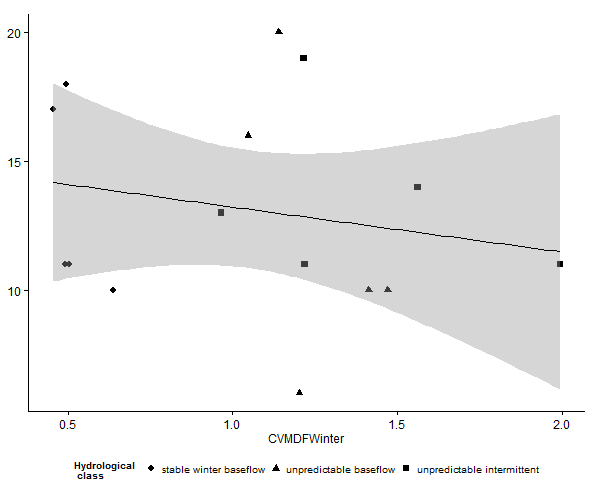 20
15
10
0.5 1.0 1.5 2.0
CVMDFWinter
Hydrological
class
stable winter baseflow unpredictable baseflow unpredictable intermittent